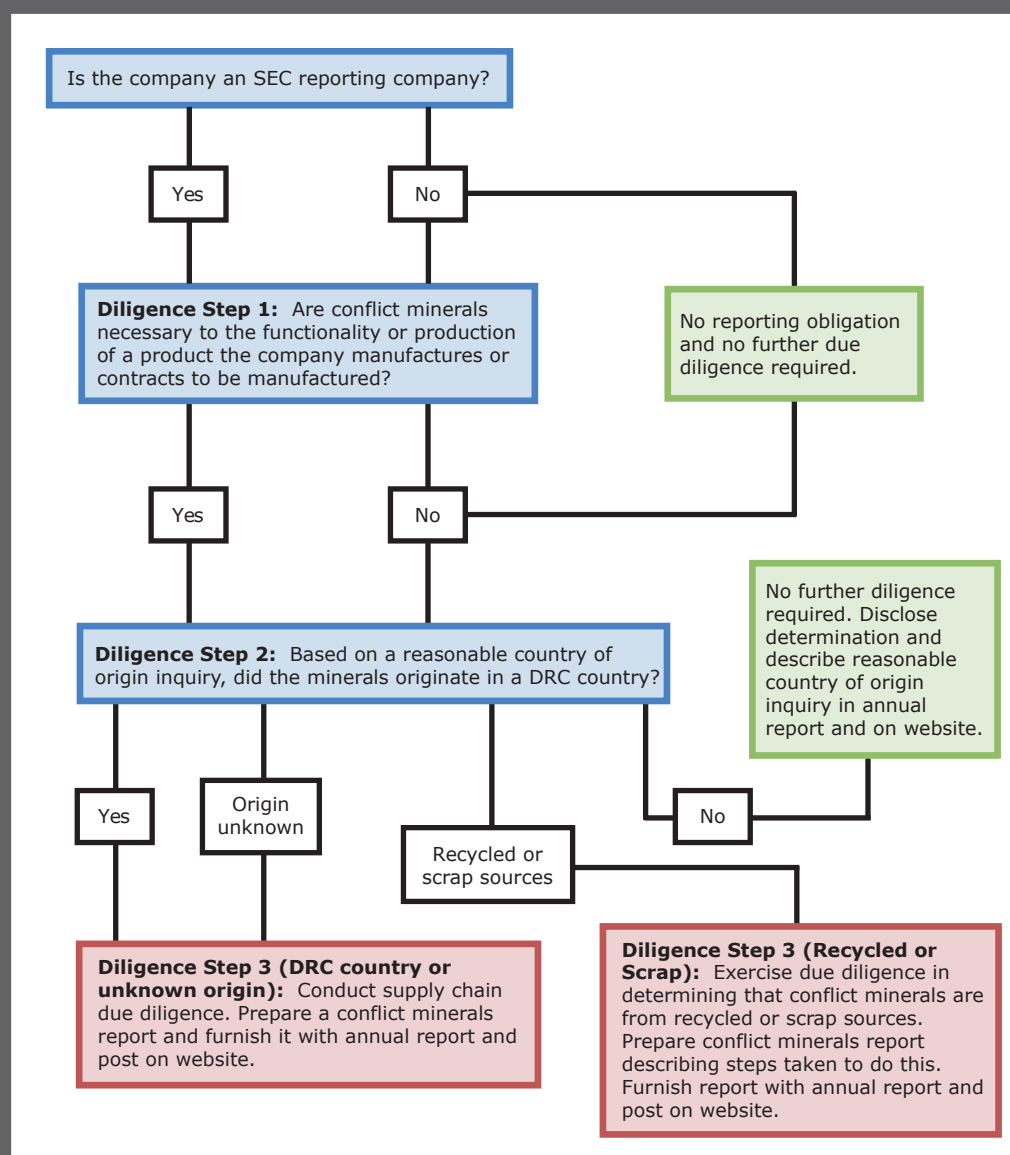 Is the company an SEC reporting company?
Yes
No
Diligence Step 1: Are conflict minerals
necessary to the functionality or production
of a product the company manufactures or
contracts to be manufactured?
No reporting obligation
and no further due
diligence required.
Yes
No
No further diligence
required. Disclose
determination and
describe reasonable
country of origin
inquiry in annual
report and on website.
Diligence Step 2: Based on a reasonable country of
origin inquiry, did the minerals originate in a DRC country?
Yes
Origin
unknown
Recycled or
scrap sources
No
Diligence Step 3 (DRC country or
unknown origin): Conduct supply chain
due diligence. Prepare a conflict minerals
report and furnish it with annual report and
post on website.
Diligence Step 3 (Recycled or
Scrap): Exercise due diligence in
determining that conflict minerals are
from recycled or scrap sources.
Prepare conflict minerals report
describing steps taken to do this.
Furnish report with annual report and
post on website.